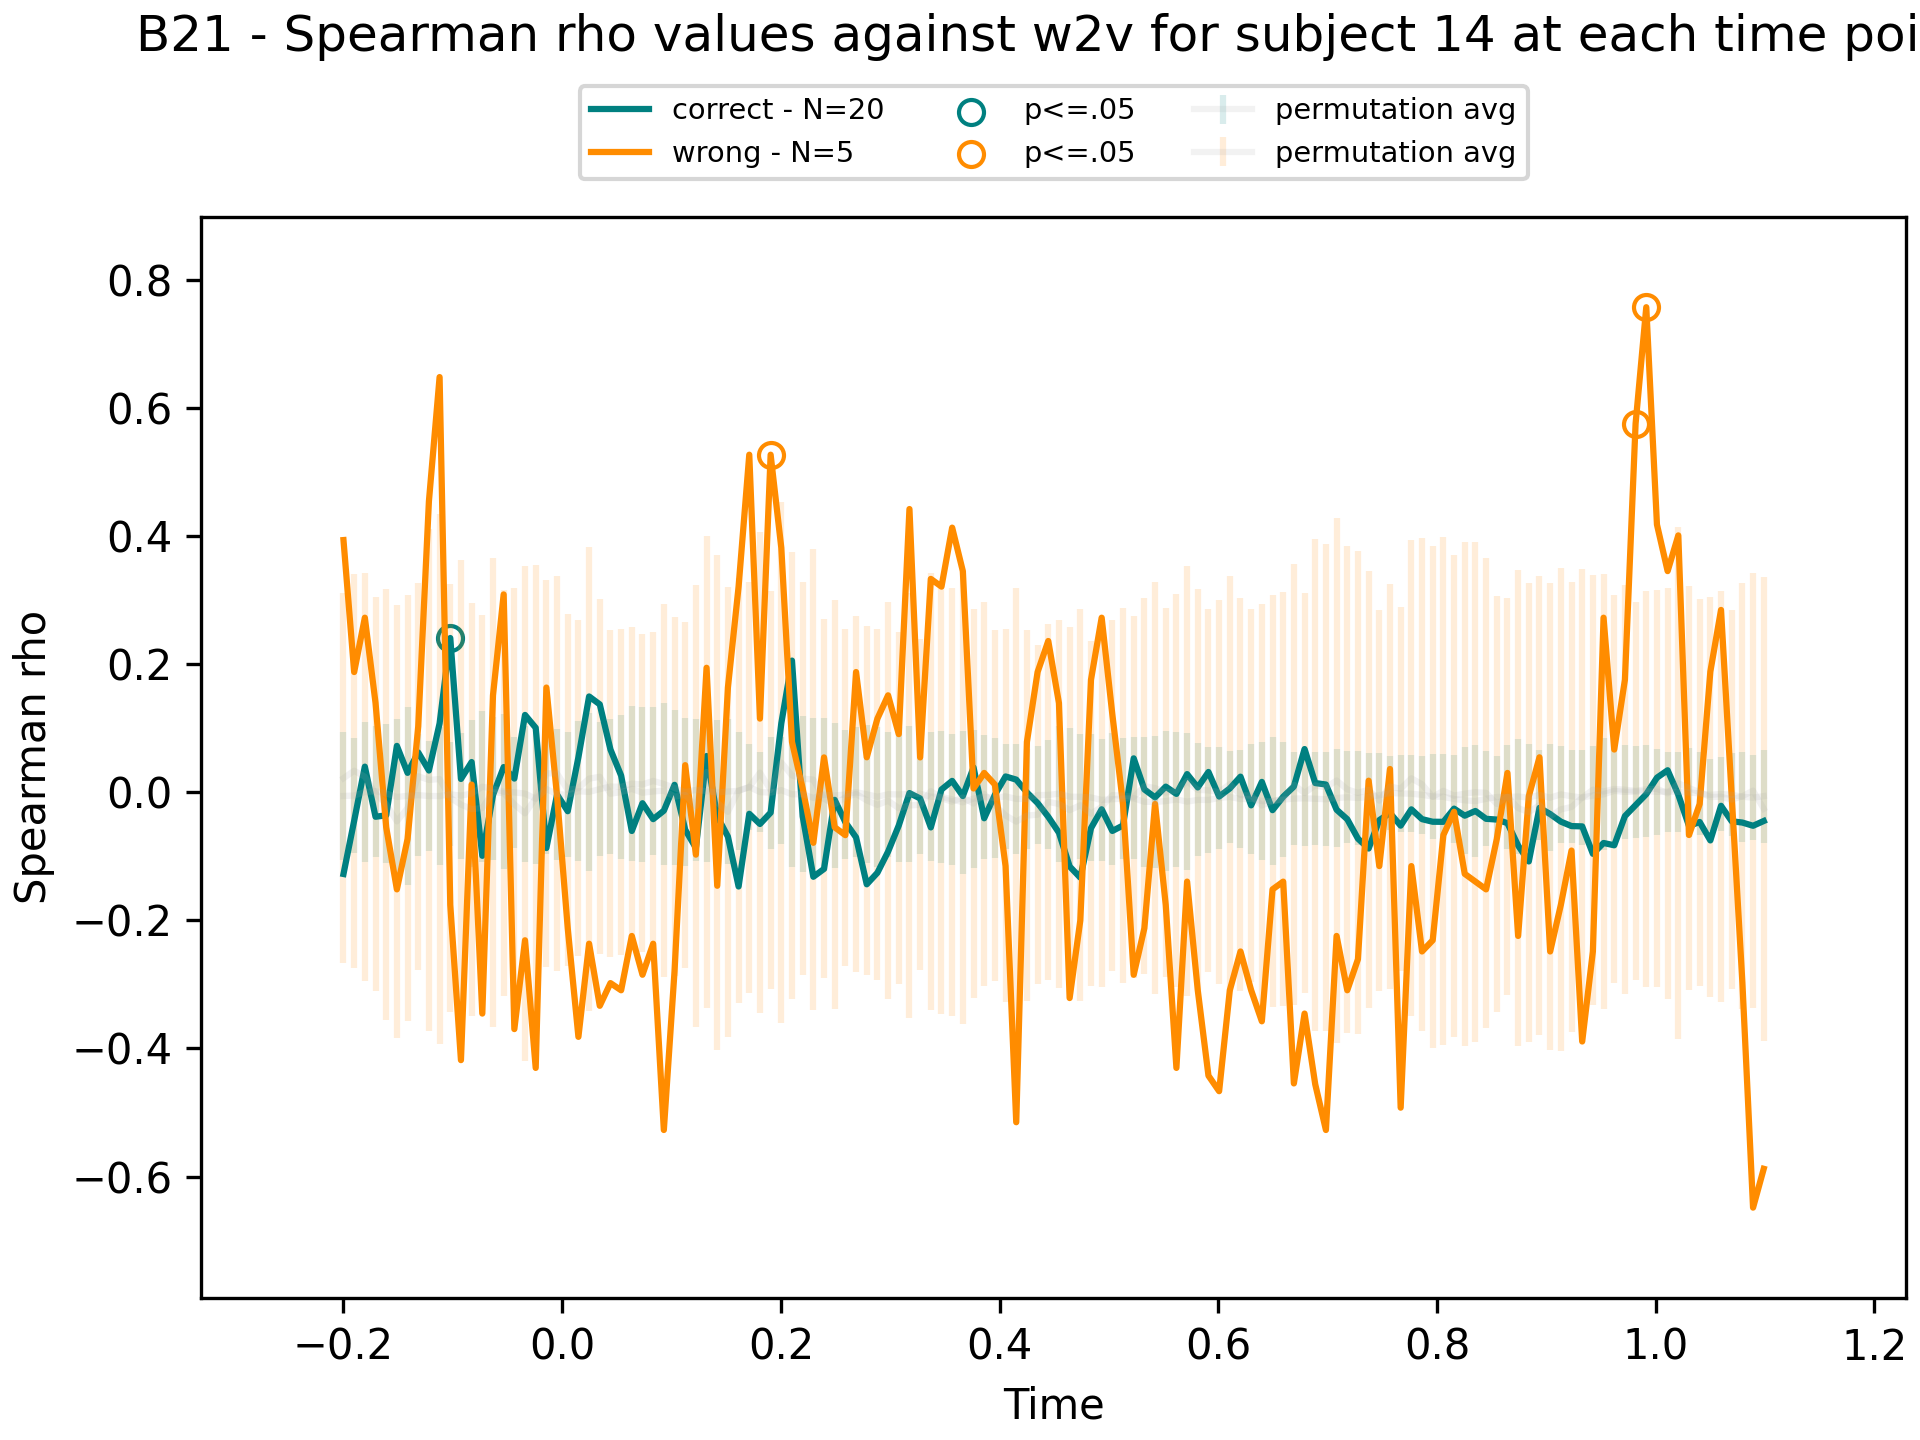 B21 - Spearman rho values against w2v for subject 14 at each time poi
correct - N=20
wrong - N=5
p<=.05
p<=.05
permutation avg
permutation avg
Spearman rho
0.8
0.6
0.4
0.2
0.0
−0.2
−0.4
−0.6
−0.2
0.0
0.2
0.4
0.6
0.8
1.0
1.2
Time